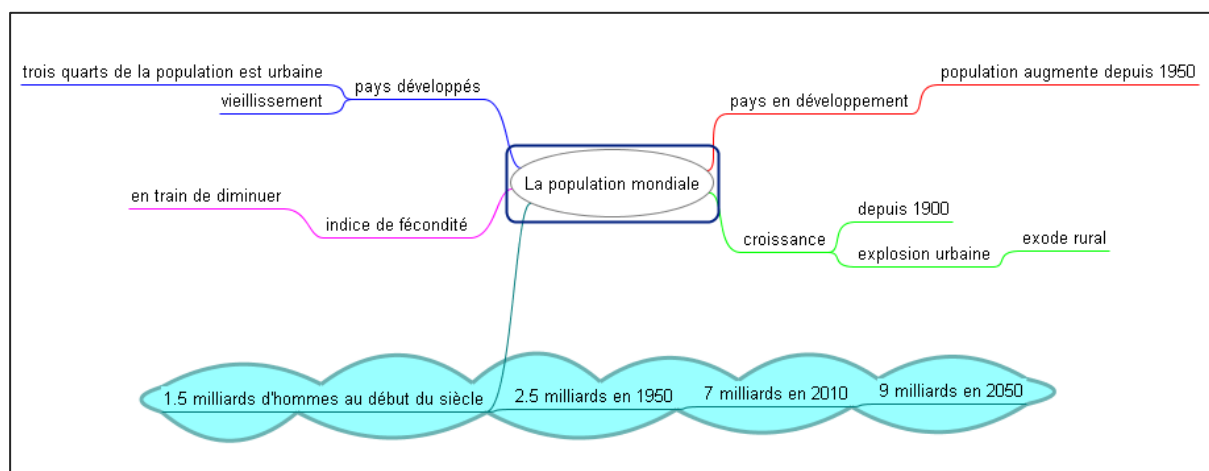 trois quarts de la population est urbaine
vieillissement
pays développés
population augmente depuis 1950
pays en développement
La population mondiale
en train de diminuer
indice de fécondité
depuis 1900
croissance
explosion urbaine
exode rural
1.5 milliards d'hommes au début du siècle
2.5 milliards en 1950
7 milliards en 2010
9 milliards en 2050